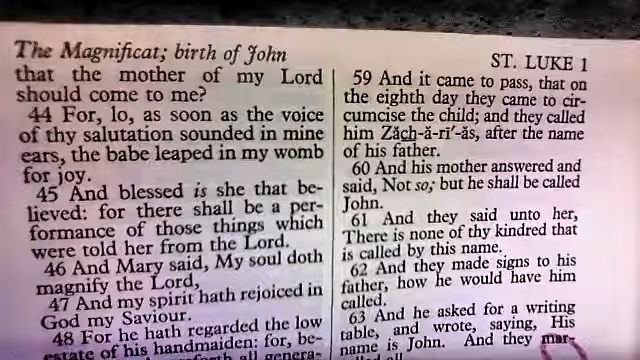 The Magnificat; birth of John
ST. LUKE 1
that the mother of my Lord
should come to me?
44 For, lo, as soon as the voice
of thy salutation sounded in mine
ears, the babe leaped in my womb
for joy.
45 And blessed is she that be-
lieved: for there shall be a per-
formance of those things which
were told her from the Lord.
46 And Mary said, My soul doth
magnify the Lord,
47 And my spirit hath rejoiced in
God my Saviour.
48 For he hath regarded the low
estate of his handmaiden: for, be-
all genera-
59 And it came to pass, that on
the eighth day they came to cir-
cumcise the child; and they called
him Zăch-ă-rī′-ăs, after the name
of his father.
60 And his mother answered and
said, Not so; but he shall be called
John.
61 And they said unto her,
There is none of thy kindred that
is called by this name.
62 And they made signs to his
father, how he would have him
called.
63 And he asked for a writing
table, and wrote, saying, His
name is John. And they mar-
all